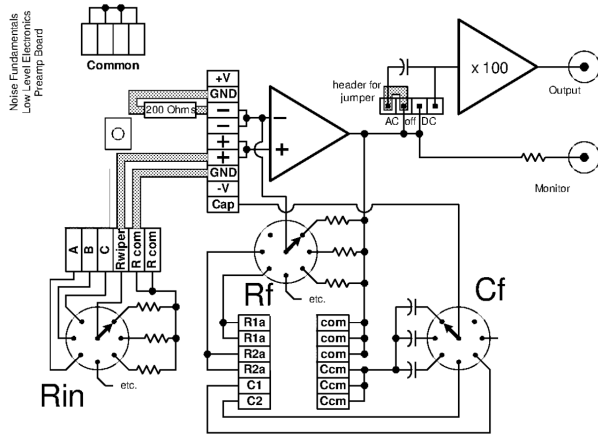 Noise Fundamentals
Low Level Electronics
Preamp Board
Common
+V
GND
−
−
+
+
GND
-V
Cap
200 Ohms
−
+
header for
jumper
AC off DC
x 100
Output
Monitor
A
B
C
Rwiper
R com
R com
Rin
etc.
Rf
etc.
R1a
R1a
R2a
R2a
C1
C2
com
com
com
Ccm
Ccm
Ccm
Cf